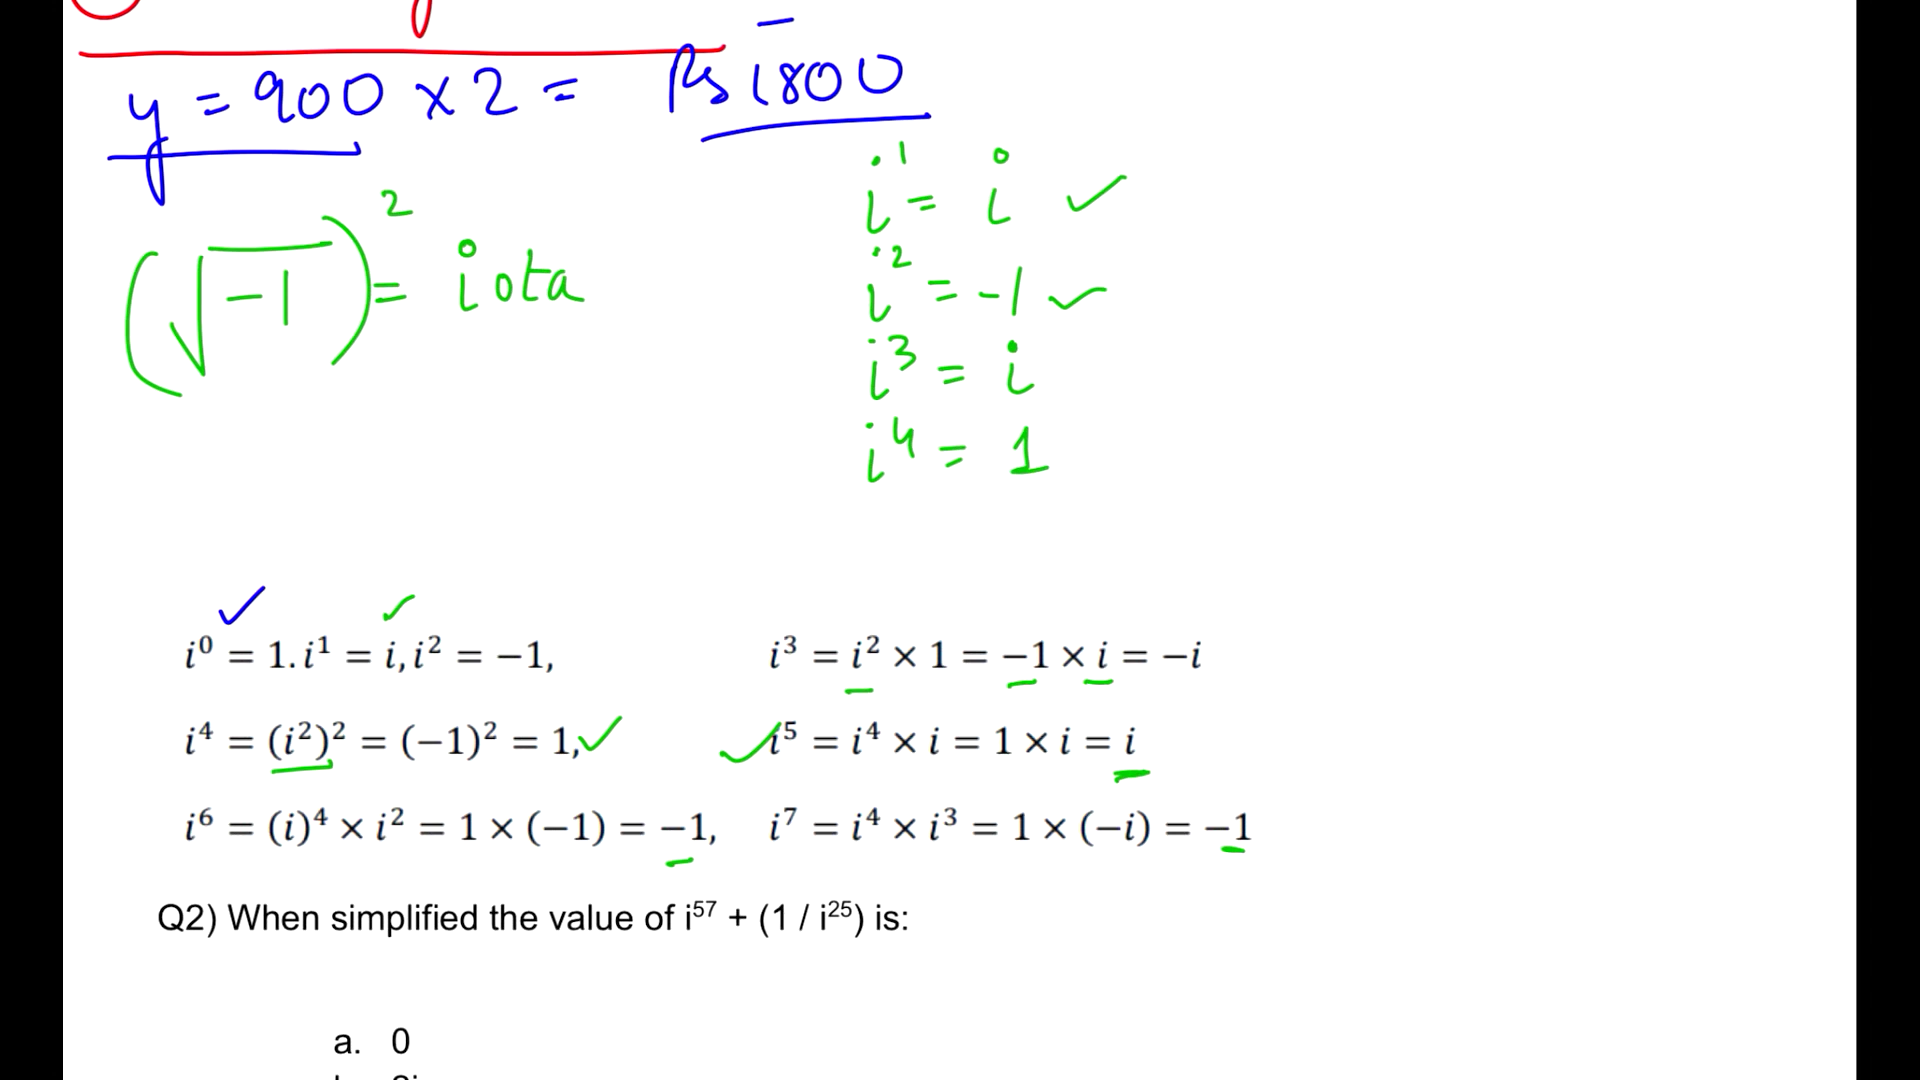 y = 900 × 2 = Rs 1800
i¹ = i
(√-1)² = iota
i² = -1
i³ = i
i⁴ = 1
i⁰ = 1. i¹ = i, i² = −1, i³ = i² × 1 = −1 × i = −i
i⁴ = (i²)² = (−1)² = 1, i⁵ = i⁴ × i = 1 × i = i
i⁶ = (i)⁴ × i² = 1 × (−1) = −1, i⁷ = i⁴ × i³ = 1 × (−i) = −1
Q2) When simplified the value of i⁵⁷ + (1 / i²⁵) is:
a. 0